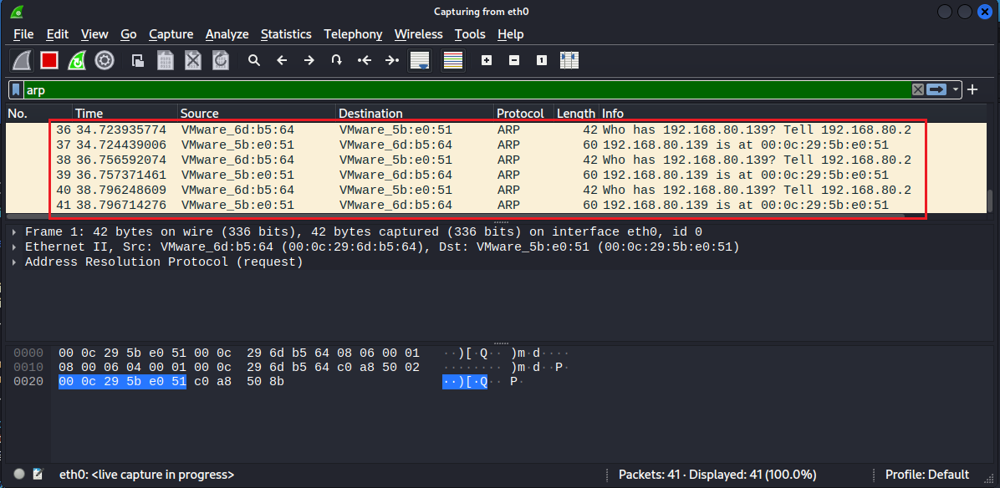 Capturing from eth0
File Edit View Go Capture Analyze Statistics Telephony Wireless Tools Help
arp
No. Time Source Destination Protocol Length Info
36 34.723935774 VMware_6d:b5:64 VMware_5b:e0:51 ARP 42 Who has 192.168.80.139? Tell 192.168.80.2
37 34.724439006 VMware_5b:e0:51 VMware_6d:b5:64 ARP 60 192.168.80.139 is at 00:0c:29:5b:e0:51
38 36.756592074 VMware_6d:b5:64 VMware_5b:e0:51 ARP 42 Who has 192.168.80.139? Tell 192.168.80.2
39 36.757371461 VMware_5b:e0:51 VMware_6d:b5:64 ARP 60 192.168.80.139 is at 00:0c:29:5b:e0:51
40 38.796248609 VMware_6d:b5:64 VMware_5b:e0:51 ARP 42 Who has 192.168.80.139? Tell 192.168.80.2
41 38.796714276 VMware_5b:e0:51 VMware_6d:b5:64 ARP 60 192.168.80.139 is at 00:0c:29:5b:e0:51
Frame 1: 42 bytes on wire (336 bits), 42 bytes captured (336 bits) on interface eth0, id 0
Ethernet II, Src: VMware_6d:b5:64 (00:0c:29:6d:b5:64), Dst: VMware_5b:e0:51 (00:0c:29:5b:e0:51)
Address Resolution Protocol (request)
0000 00 0c 29 5b e0 51 00 0c 29 6d b5 64 08 06 00 01 ··)[·Q·· )m·d····
0010 08 00 06 04 00 01 00 0c 29 6d b5 64 c0 a8 50 02 ········ )m·d··P·
0020 00 0c 29 5b e0 51 c0 a8 50 8b ··)[·Q·· P·
eth0: <live capture in progress> Packets: 41 · Displayed: 41 (100.0%) Profile: Default